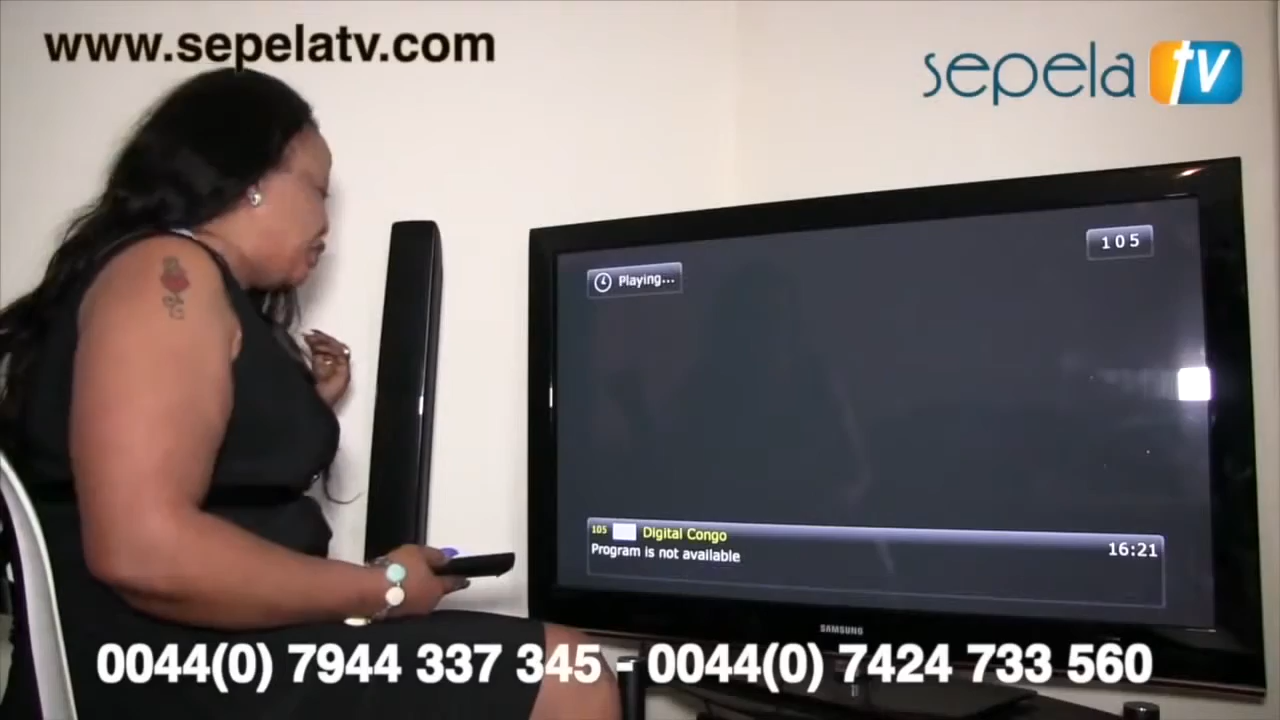 www.sepelatv.com
sepela tv
105
Playing...
105 Digital Congo
Program is not available
16:21
SAMSUNG
0044(0) 7944 337 345 - 0044(0) 7424 733 560